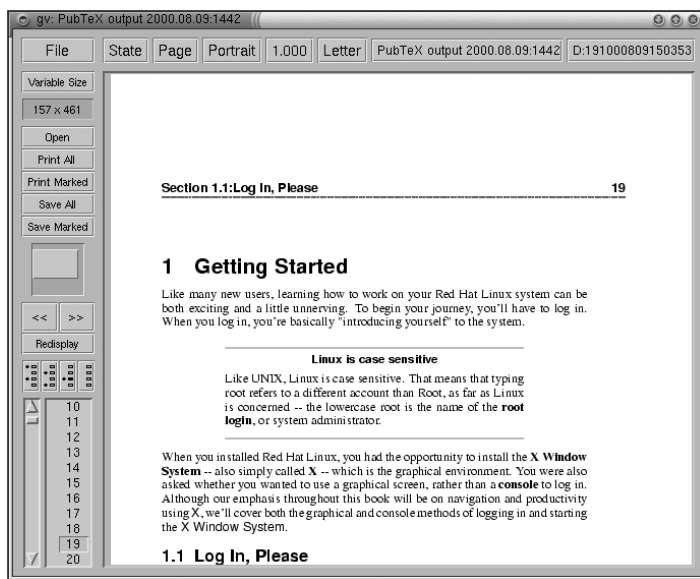 gv: PubTeX output 2000.08.09:1442
File State Page Portrait 1.000 Letter PubTeX output 2000.08.09:1442 D:191000809150353
Variable Size
157 x 461
Open
Print All
Print Marked
Save All
Save Marked
<< >>
Redisplay
10
11
12
13
14
15
16
17
18
19
20
Section 1.1:Log In, Please 19
1 Getting Started
Like many new users, learning how to work on your Red Hat Linux system can be
both exciting and a little unnerving. To begin your journey, you'll have to log in.
When you log in, you're basically "introducing yourself" to the system.
Linux is case sensitive
Like UNIX, Linux is case sensitive. That means that typing
root refers to a different account than Root, as far as Linux
is concerned -- the lowercase root is the name of the root
login, or system administrator.
When you installed Red Hat Linux, you had the opportunity to install the X Window
System -- also simply called X -- which is the graphical environment. You were also
asked whether you wanted to use a graphical screen, rather than a console to log in.
Although our emphasis throughout this book will be on navigation and productivity
using X, we'll cover both the graphical and console methods of logging in and starting
the X Window System.
1.1 Log In, Please